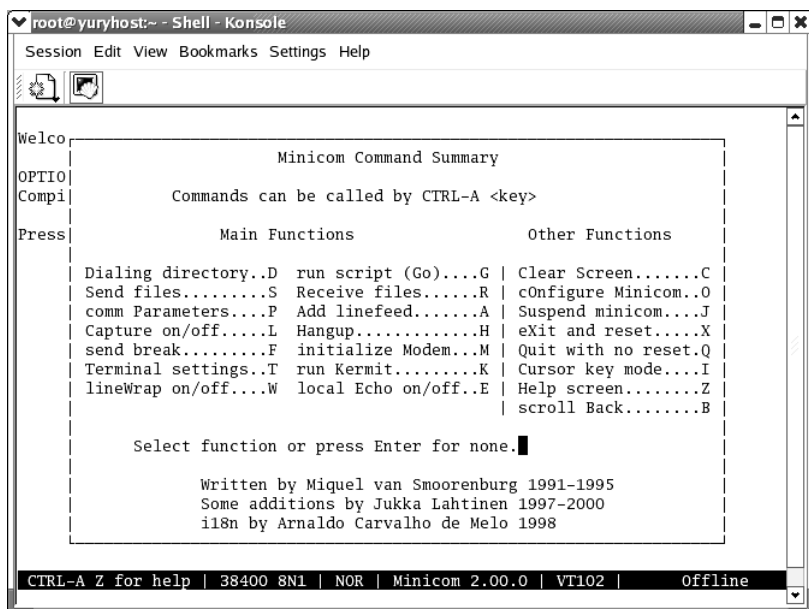 root@yuryhost:~ - Shell - Konsole
Session Edit View Bookmarks Settings Help
Welco
Minicom Command Summary
OPTIO
Compi Commands can be called by CTRL-A <key>
Press Main Functions Other Functions
Dialing directory..D run script (Go)....G | Clear Screen.......C
Send files.........S Receive files......R | cOnfigure Minicom..O
comm Parameters....P Add linefeed.......A | Suspend minicom....J
Capture on/off.....L Hangup.............H | eXit and reset.....X
send break.........F initialize Modem...M | Quit with no reset.Q
Terminal settings..T run Kermit.........K | Cursor key mode....I
lineWrap on/off....W local Echo on/off..E | Help screen........Z
| scroll Back........B
Select function or press Enter for none.
Written by Miquel van Smoorenburg 1991-1995
Some additions by Jukka Lahtinen 1997-2000
i18n by Arnaldo Carvalho de Melo 1998
CTRL-A Z for help | 38400 8N1 | NOR | Minicom 2.00.0 | VT102 | Offline